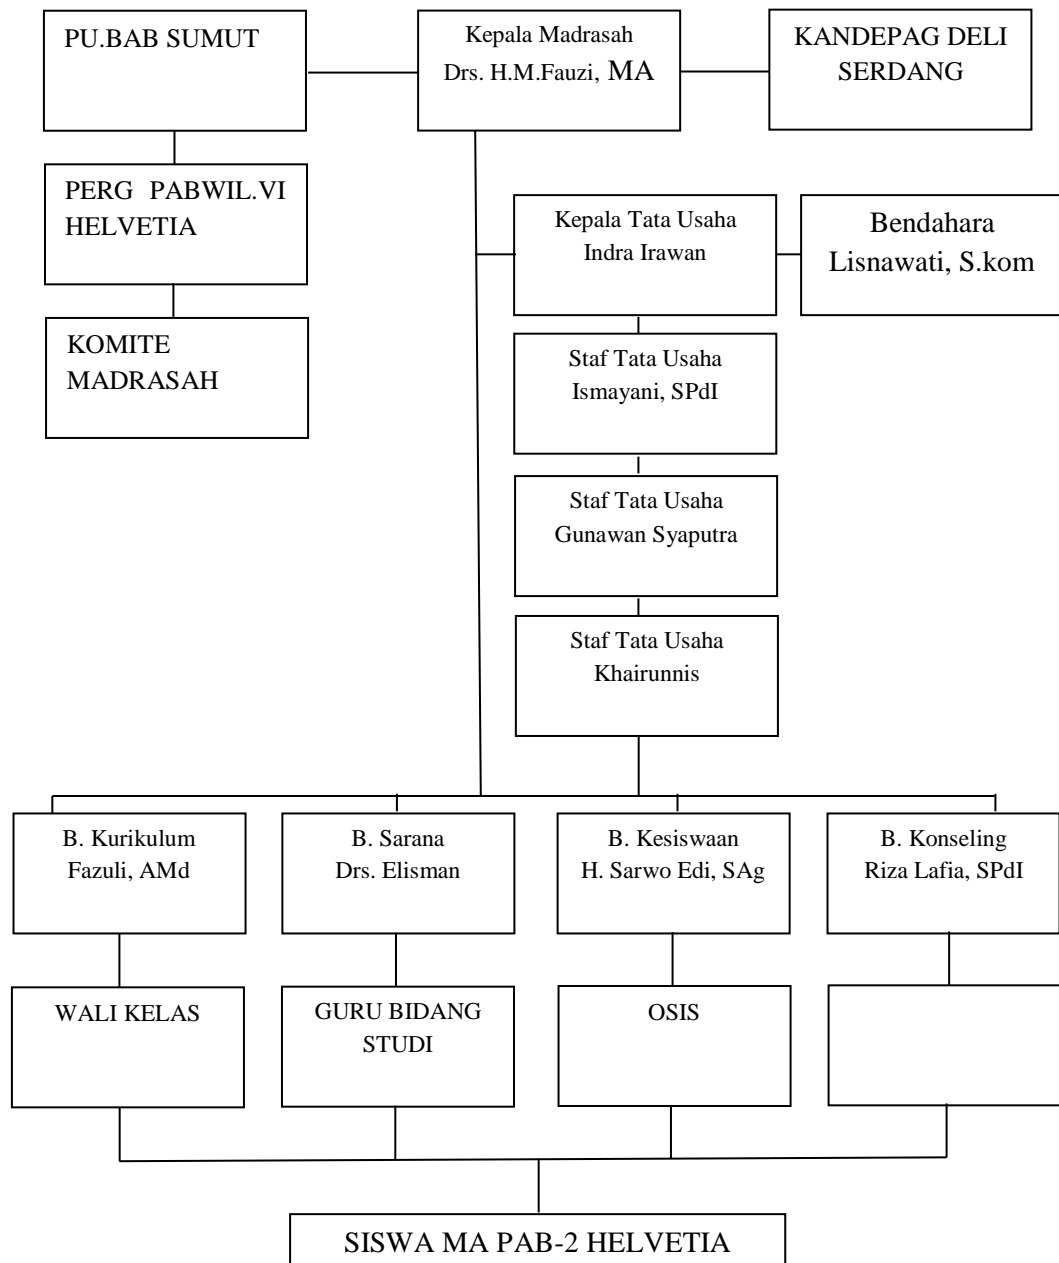 PU.BAB SUMUT
Kepala Madrasah
Drs. H.M.Fauzi, MA
KANDEPAG DELI
SERDANG
PERG PABWIL.VI
HELVETIA
Kepala Tata Usaha
Indra Irawan
Bendahara
Lisnawati, S.kom
KOMITE
MADRASAH
Staf Tata Usaha
Ismayani, SPdI
Staf Tata Usaha
Gunawan Syaputra
Staf Tata Usaha
Khairunnis
B. Kurikulum
Fazuli, AMd
B. Sarana
Drs. Elisman
B. Kesiswaan
H. Sarwo Edi, SAg
B. Konseling
Riza Lafia, SPdI
WALI KELAS
GURU BIDANG
STUDI
OSIS
SISWA MA PAB-2 HELVETIA